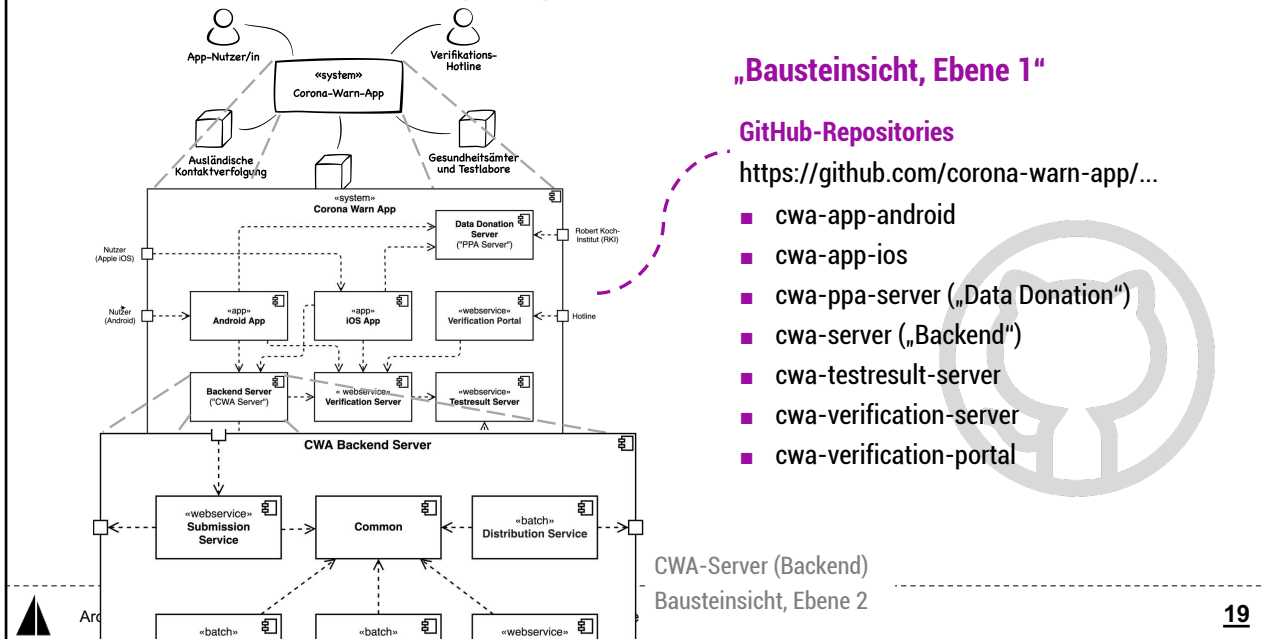 App-Nutzer/in
Verifikations-
Hotline
«system»
Corona-Warn-App
Ausländische
Kontaktverfolgung
Gesundheitsämter
und Testlabore
«system»
Corona Warn App
Data Donation
Server
("PPA Server")
Robert Koch-
Institut (RKI)
Nutzer
(Apple iOS)
Nutzer
(Android)
«app»
Android App
«app»
iOS App
«webservice»
Verification Portal
Hotline
Backend Server
("CWA Server")
« webservice»
Verification Server
«webservice»
Testresult Server
CWA Backend Server
«webservice»
Submission
Service
Common
«batch»
Distribution Service
«batch»
«batch»
«webservice»
„Bausteinsicht, Ebene 1“
GitHub-Repositories
https://github.com/corona-warn-app/...
■ cwa-app-android
■ cwa-app-ios
■ cwa-ppa-server („Data Donation“)
■ cwa-server („Backend“)
■ cwa-testresult-server
■ cwa-verification-server
■ cwa-verification-portal
CWA-Server (Backend)
Bausteinsicht, Ebene 2
19